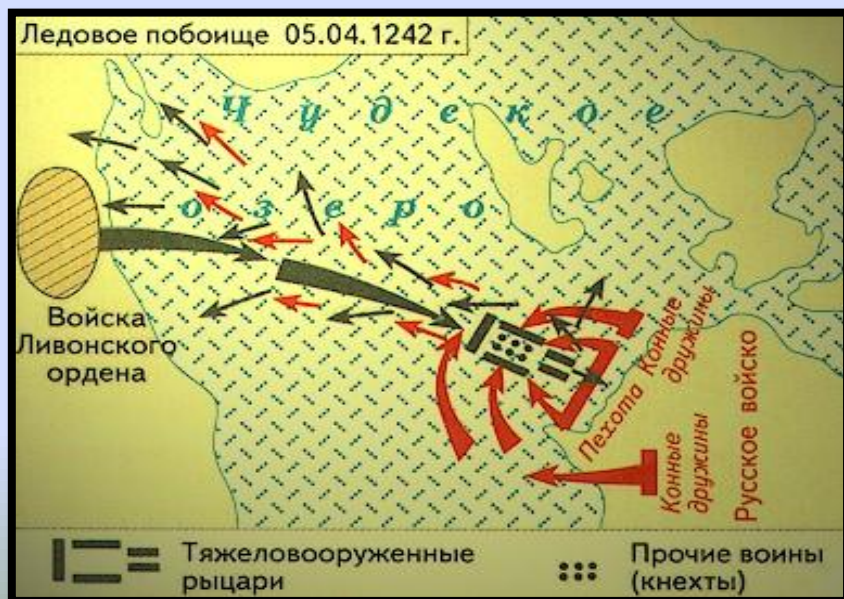 Ледовое побоище 05.04.1242 г.
Чудское
озеро
Войска
Ливонского
ордена
Пехота
Конные
дружины
Конные
дружины
Русское войско
Тяжеловооруженные
рыцари
Прочие воины
(кнехты)